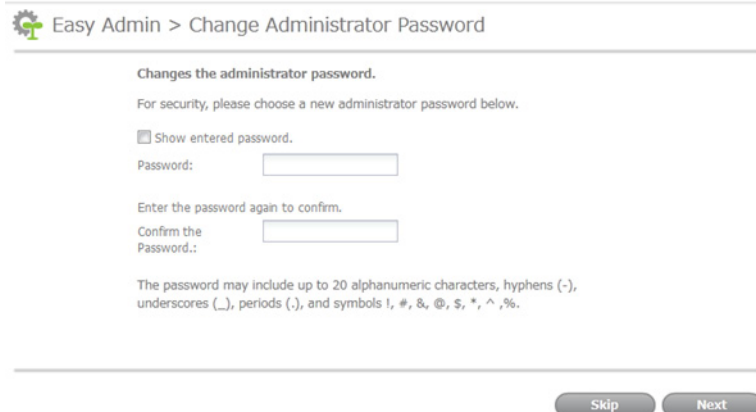 Easy Admin > Change Administrator Password
Changes the administrator password.
For security, please choose a new administrator password below.
Show entered password.
Password:
Enter the password again to confirm.
Confirm the
Password.:
The password may include up to 20 alphanumeric characters, hyphens (-),
underscores (_), periods (.), and symbols !, #, &, @, $, *, ^ ,%.
Skip
Next